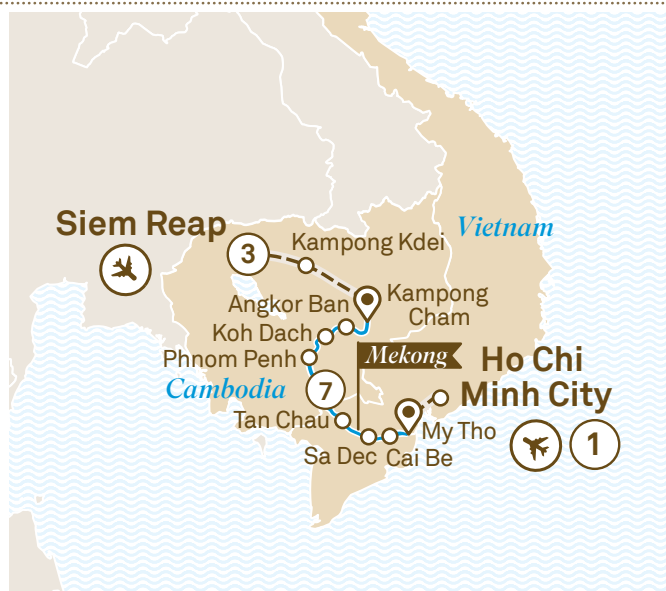 Siem Reap
3
Kampong Kdei
Vietnam
Angkor Ban
Kampong
Cham
Koh Dach
Phnom Penh
Mekong
Ho Chi
Minh City
Cambodia
7
Tan Chau
My Tho
1
Sa Dec
Cai Be